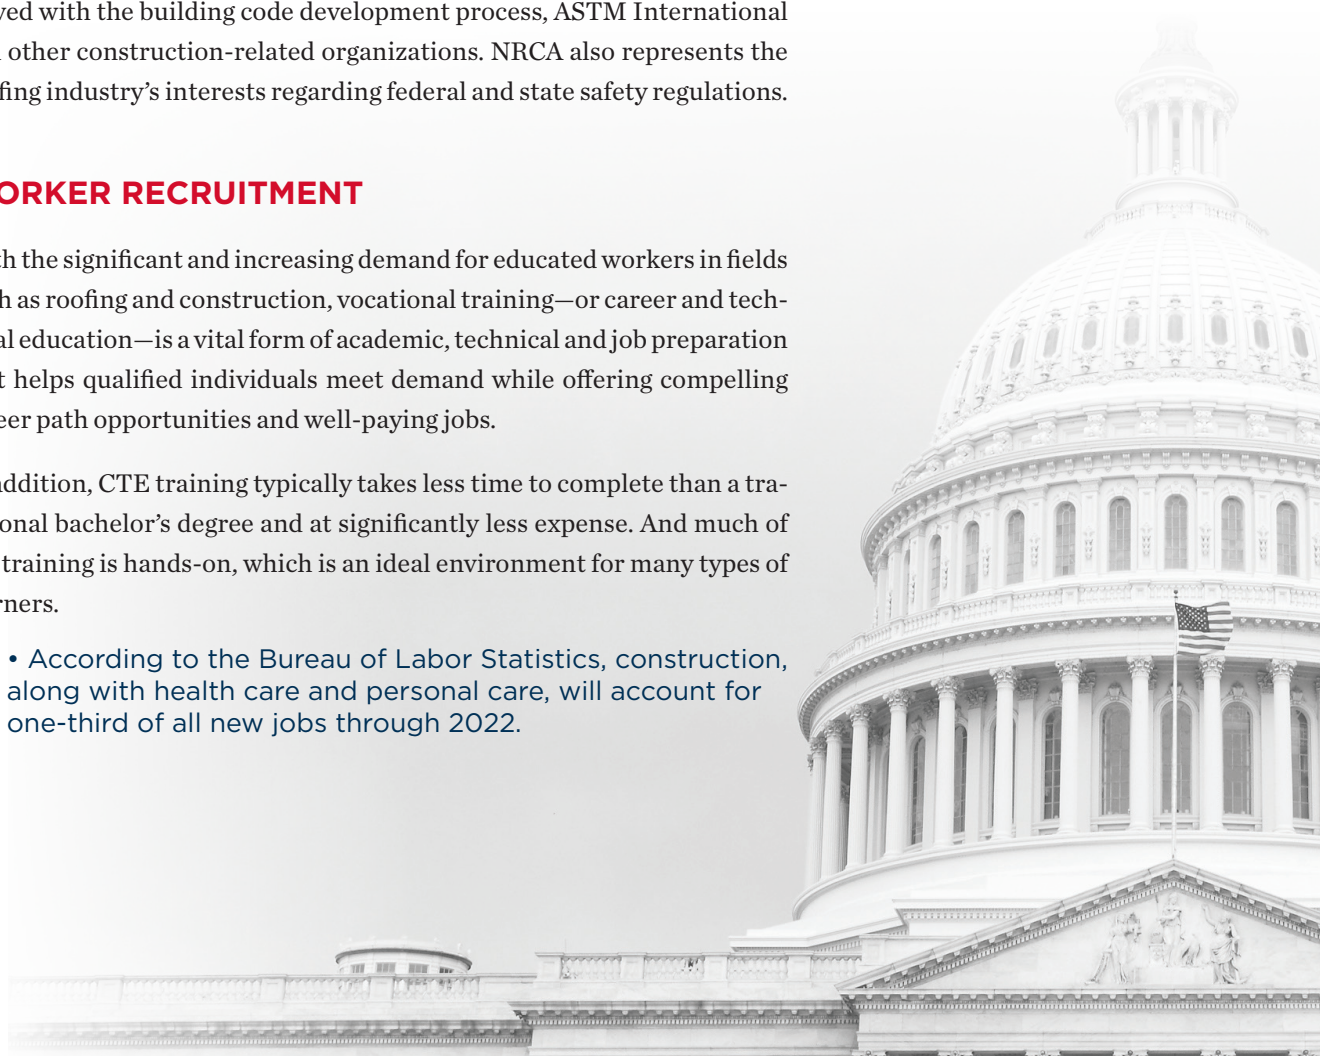 ved with the building code development process, ASTM International
other construction-related organizations. NRCA also represents the
fing industry’s interests regarding federal and state safety regulations.
ORKER RECRUITMENT
th the significant and increasing demand for educated workers in fields
h as roofing and construction, vocational training—or career and tech-
al education—is a vital form of academic, technical and job preparation
t helps qualified individuals meet demand while offering compelling
eer path opportunities and well-paying jobs.
addition, CTE training typically takes less time to complete than a tra-
onal bachelor’s degree and at significantly less expense. And much of
training is hands-on, which is an ideal environment for many types of
rners.
• According to the Bureau of Labor Statistics, construction,
along with health care and personal care, will account for
one-third of all new jobs through 2022.